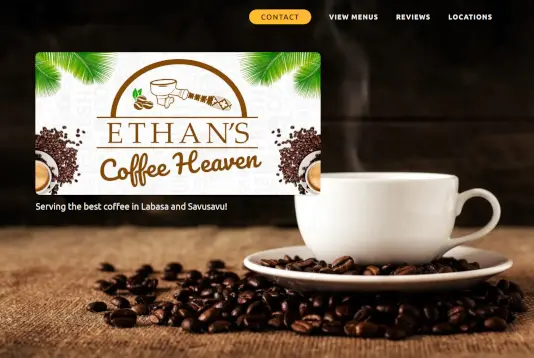 CONTACT
VIEW MENUS
REVIEWS
LOCATIONS
ETHAN'S
Coffee Heaven
Serving the best coffee in Labasa and Savusavu!